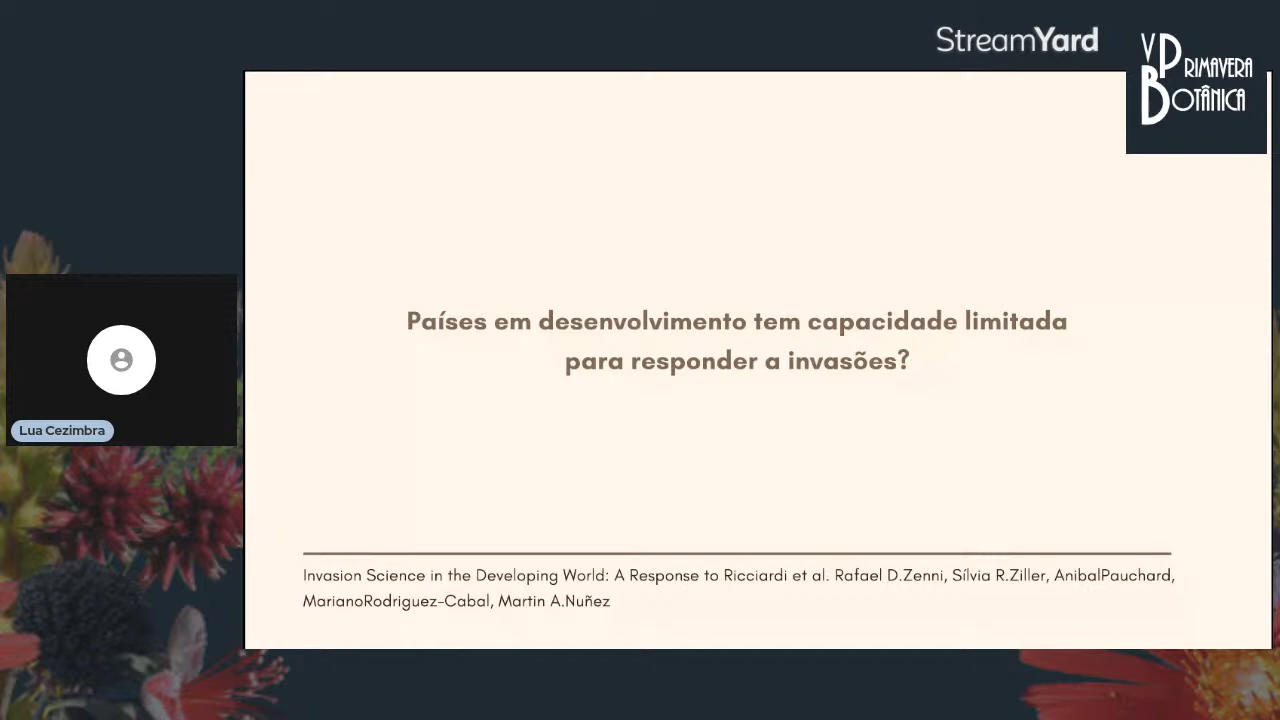 StreamYard
V PRIMAVERA
BOTÂNICA
Países em desenvolvimento tem capacidade limitada
para responder a invasões?
Lua Cezimbra
Invasion Science in the Developing World: A Response to Ricciardi et al. Rafael D.Zenni, Sílvia R.Ziller, AnibalPauchard,
MarianoRodriguez-Cabal, Martin A.Nuñez